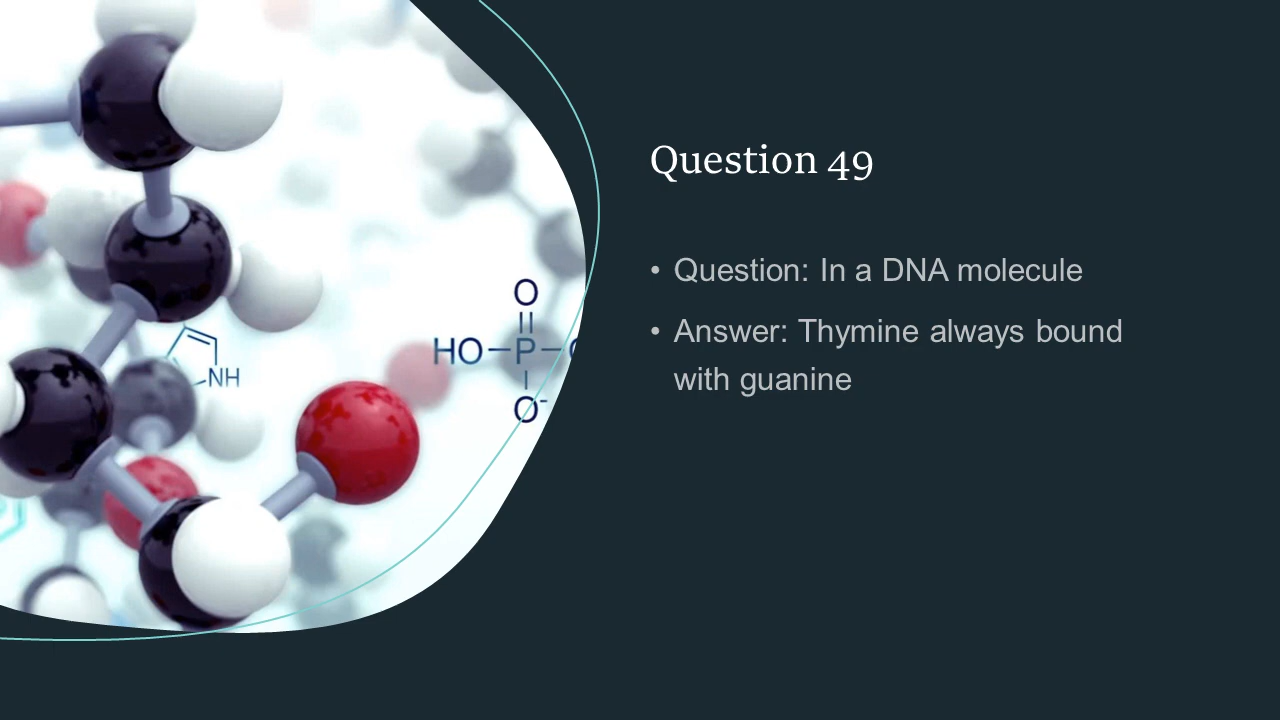 Question 49
• Question: In a DNA molecule
• Answer: Thymine always bound
with guanine
O
HO P
O-
NH